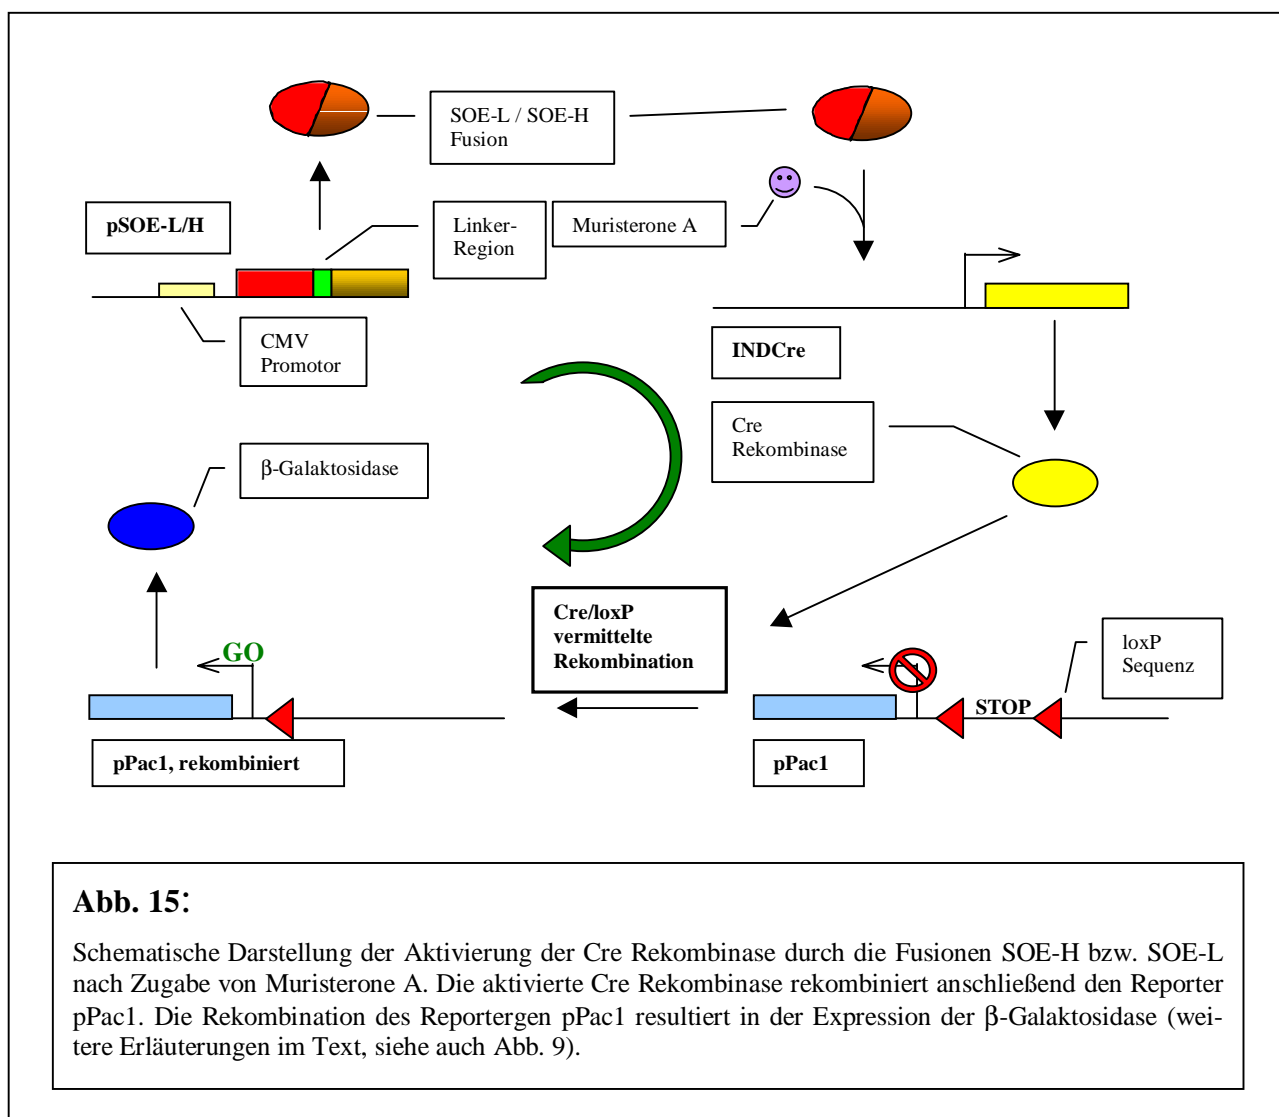 SOE-L / SOE-H
Fusion
pSOE-L/H
Linker-
Region
Muristerone A
CMV
Promotor
INDCre
Cre
Rekombinase
β-Galaktosidase
Cre/loxP
vermittelte
Rekombination
loxP
Sequenz
GO
STOP
pPac1, rekombiniert
pPac1
Abb. 15:
Schematische Darstellung der Aktivierung der Cre Rekombinase durch die Fusionen SOE-H bzw. SOE-L
nach Zugabe von Muristerone A. Die aktivierte Cre Rekombinase rekombiniert anschließend den Reporter
pPac1. Die Rekombination des Reportergen pPac1 resultiert in der Expression der β-Galaktosidase (wei-
tere Erläuterungen im Text, siehe auch Abb. 9).